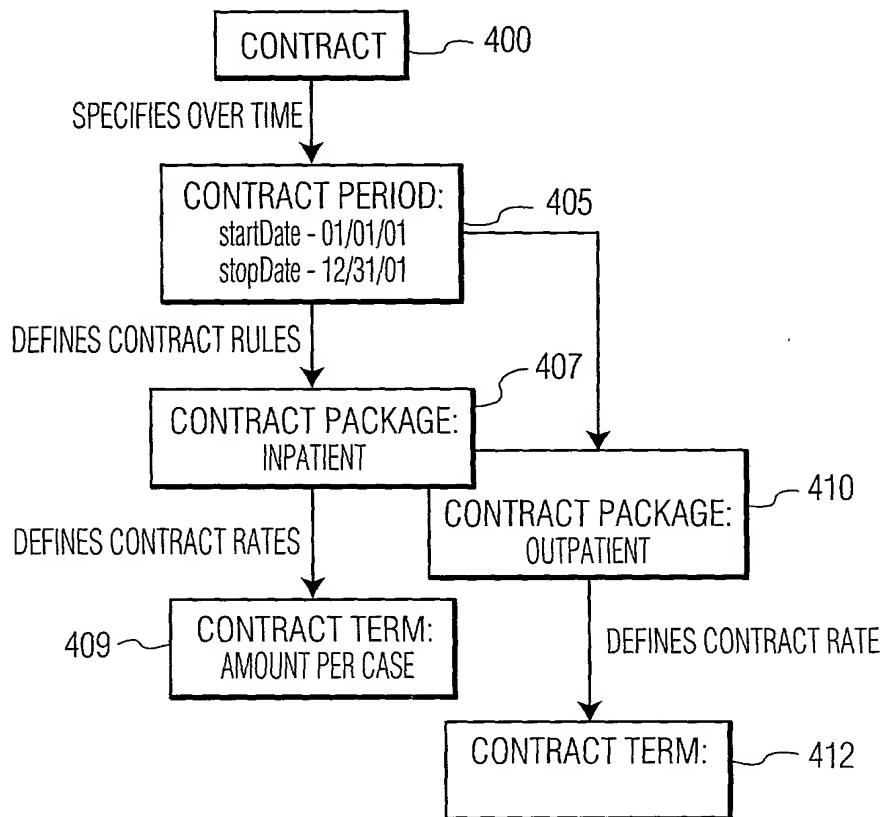 CONTRACT
400
SPECIFIES OVER TIME
CONTRACT PERIOD:
startDate - 01/01/01
stopDate - 12/31/01
405
DEFINES CONTRACT RULES
407
CONTRACT PACKAGE:
INPATIENT
410
CONTRACT PACKAGE:
OUTPATIENT
DEFINES CONTRACT RATES
409
CONTRACT TERM:
AMOUNT PER CASE
DEFINES CONTRACT RATE
CONTRACT TERM:
412